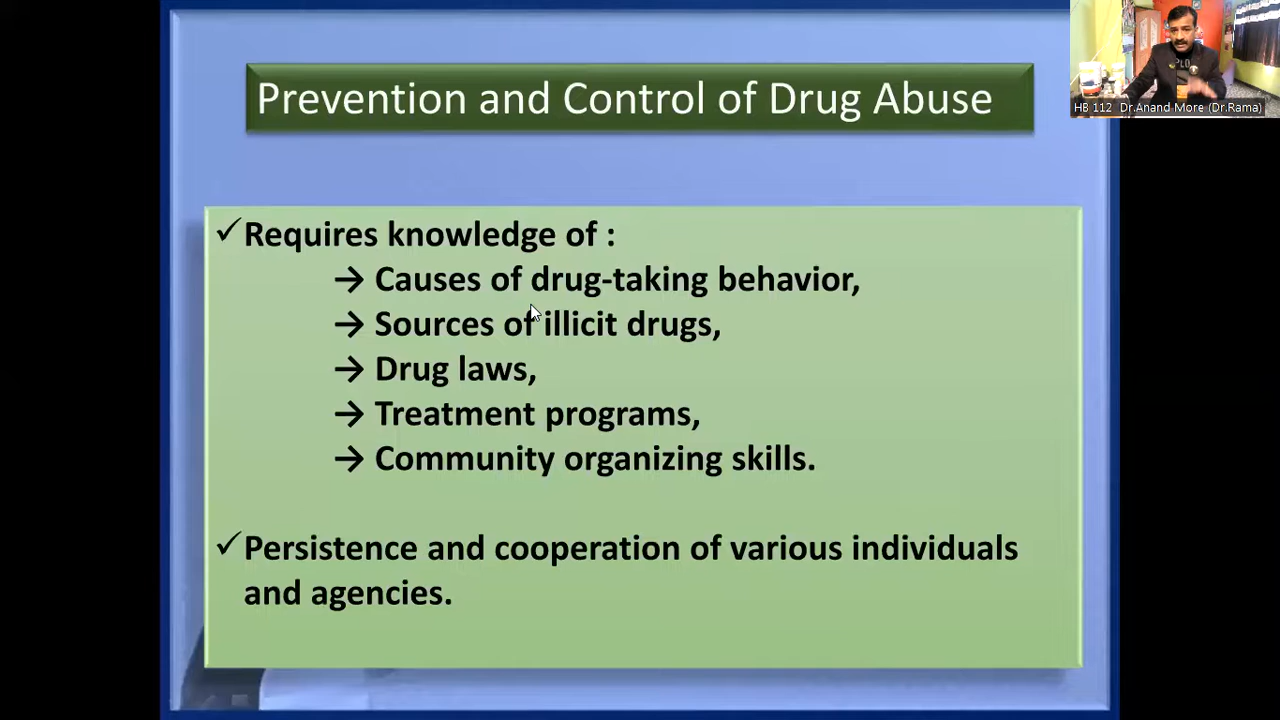 Prevention and Control of Drug Abuse
HB 112 Dr.Anand More (Dr.Rama)
✓Requires knowledge of :
→ Causes of drug-taking behavior,
→ Sources of illicit drugs,
→ Drug laws,
→ Treatment programs,
→ Community organizing skills.
✓Persistence and cooperation of various individuals
and agencies.